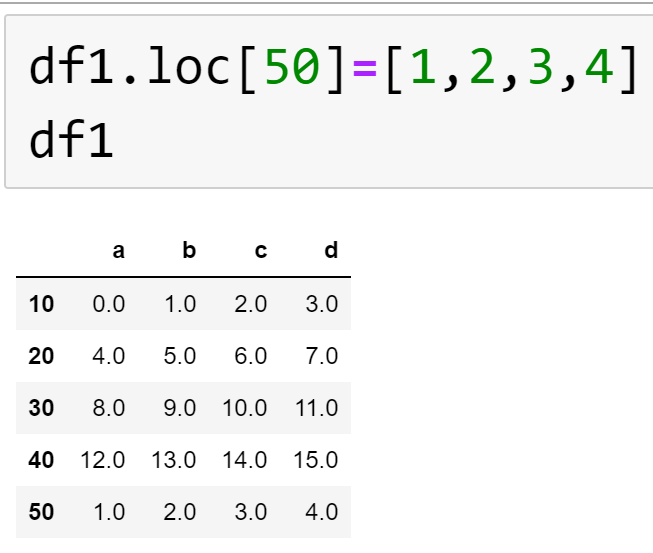 df1.loc[50]=[1,2,3,4]
df1
a b c d
10 0.0 1.0 2.0 3.0
20 4.0 5.0 6.0 7.0
30 8.0 9.0 10.0 11.0
40 12.0 13.0 14.0 15.0
50 1.0 2.0 3.0 4.0